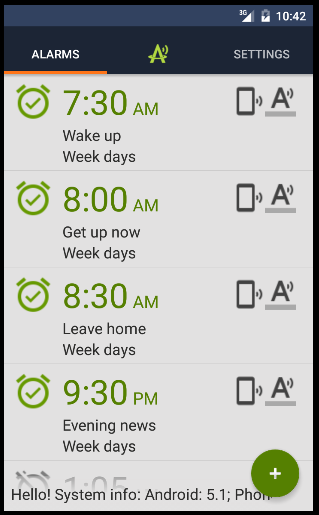 3G 10:42
ALARMS SETTINGS
7:30 AM
Wake up
Week days
8:00 AM
Get up now
Week days
8:30 AM
Leave home
Week days
9:30 PM
Evening news
Week days
1:05
Hello! System info: Android: 5.1; Phon